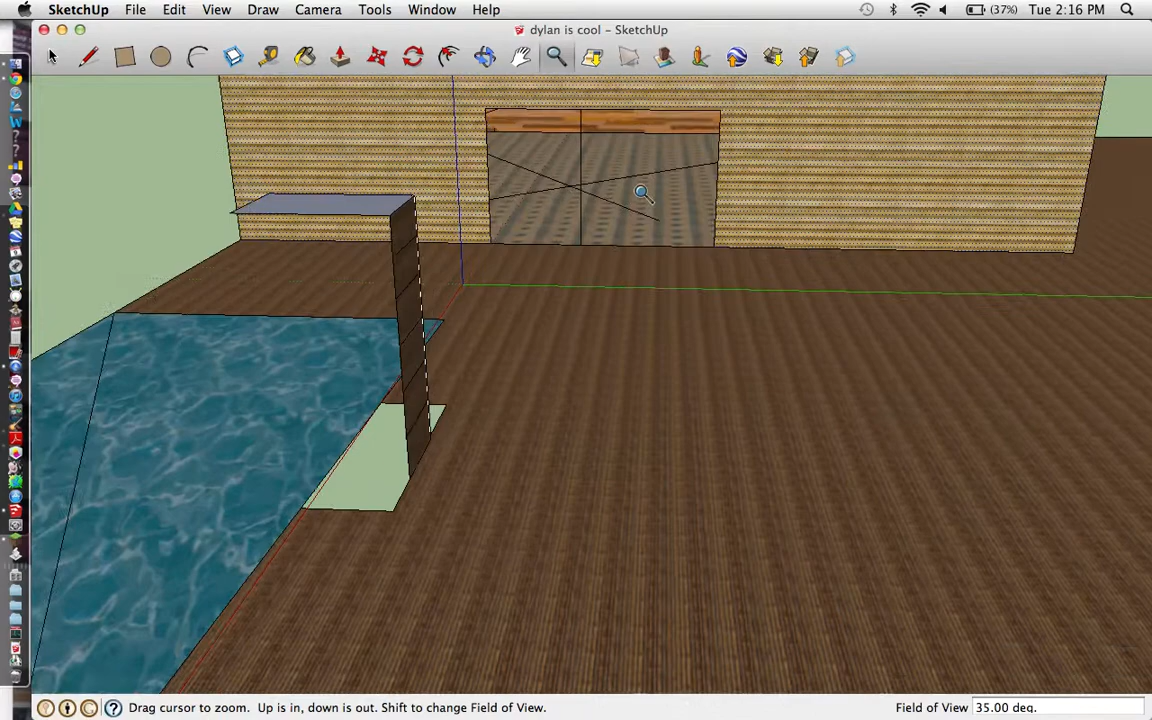 SketchUp File Edit View Draw Camera Tools Window Help (37%) Tue 2:16 PM
dylan is cool – SketchUp
Drag cursor to zoom. Up is in, down is out. Shift to change Field of View. Field of View 35.00 deg.